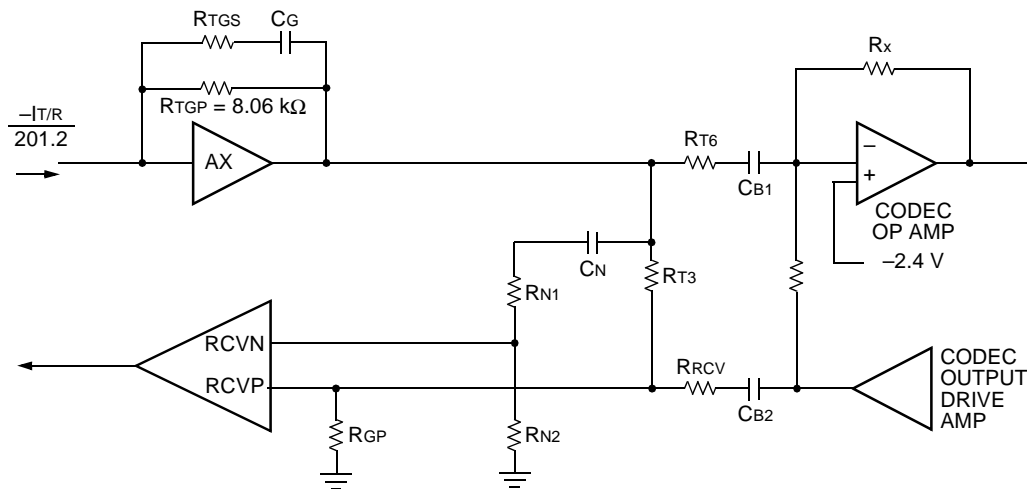 RTGS
CG
RTGP = 8.06 kΩ
–IT/R
201.2
AX
RX
RT6
CB1
–
+
CODEC
OP AMP
–2.4 V
CN
RT3
RN1
RCVN
RCVP
RRCV
CB2
CODEC
OUTPUT
DRIVE
AMP
RGP
RN2